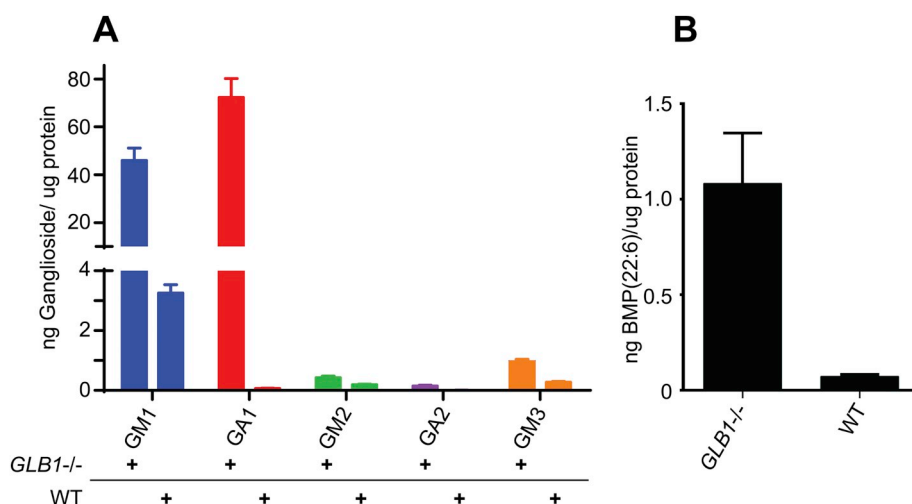 A
ng Ganglioside/ ug protein
80
60
40
20
4
2
0
GM1
GA1
GM2
GA2
GM3
GLB1-/- + + + + +
WT + + + + +
B
ng BMP(22:6)/ug protein
1.5
1.0
0.5
0
GLB1-/-
WT